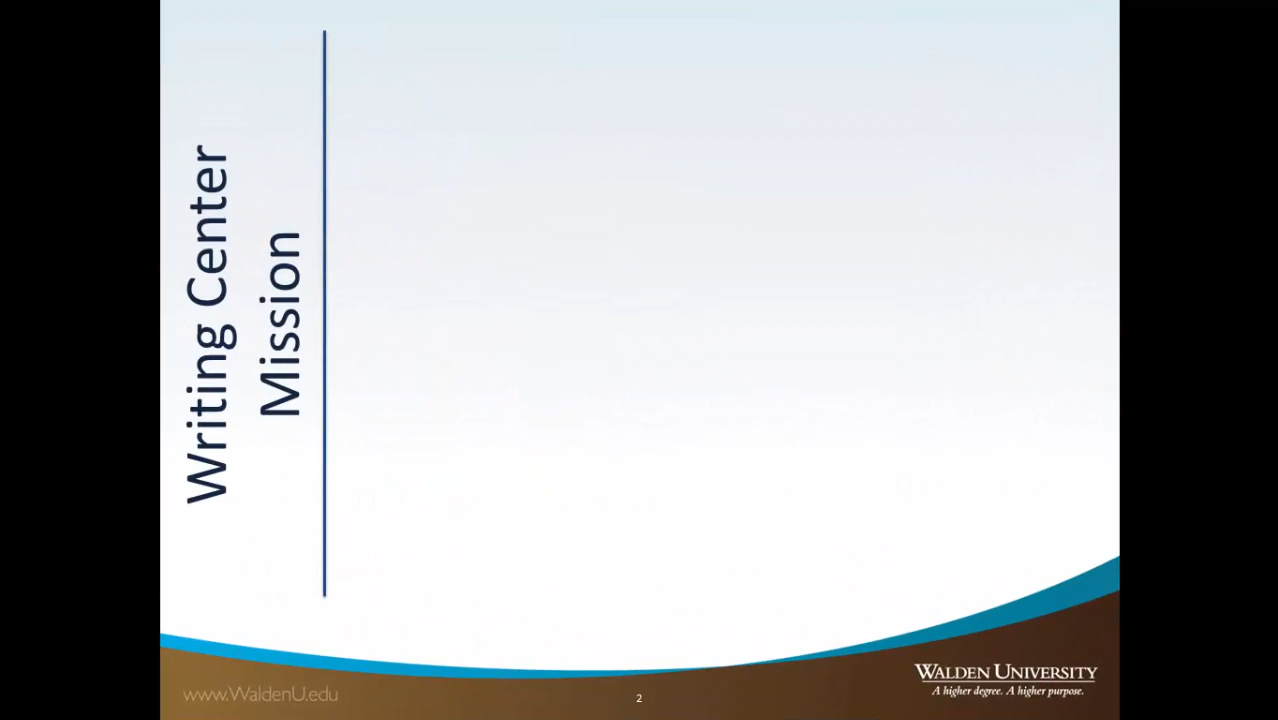 Writing Center
Mission
www.WaldenU.edu
2
WALDEN UNIVERSITY
A higher degree. A higher purpose.